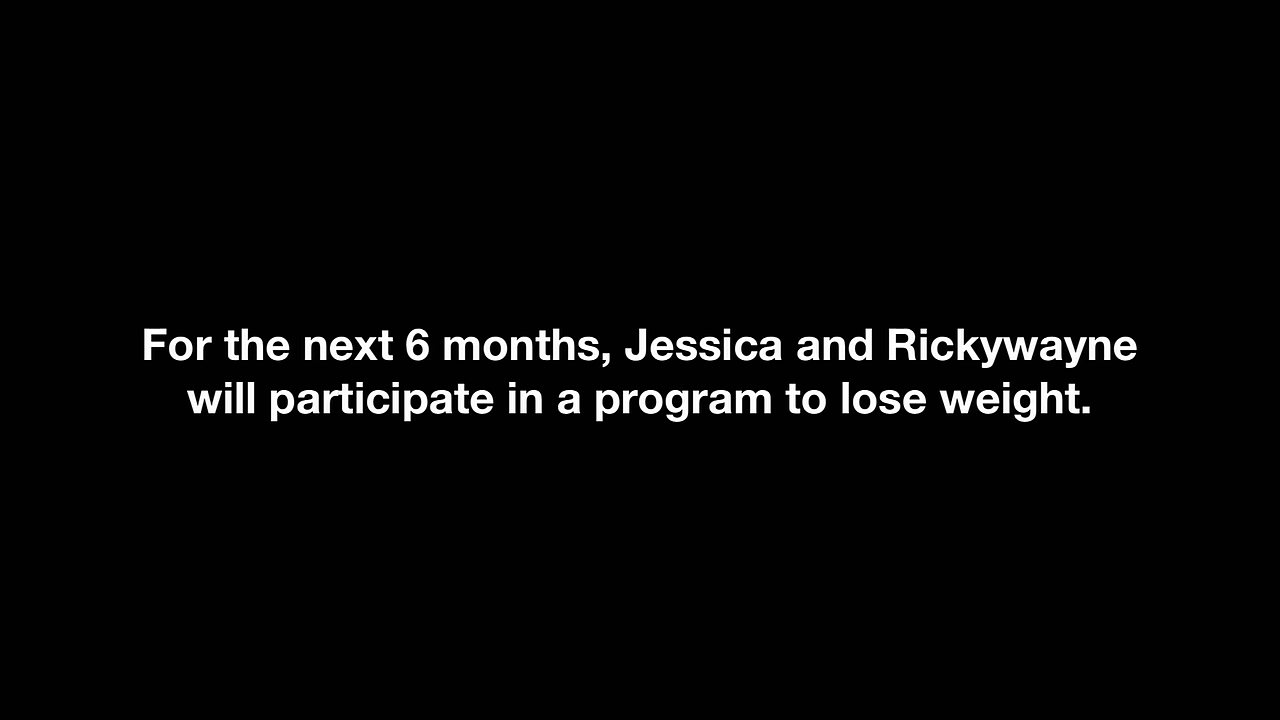 For the next 6 months, Jessica and Rickywayne
will participate in a program to lose weight.